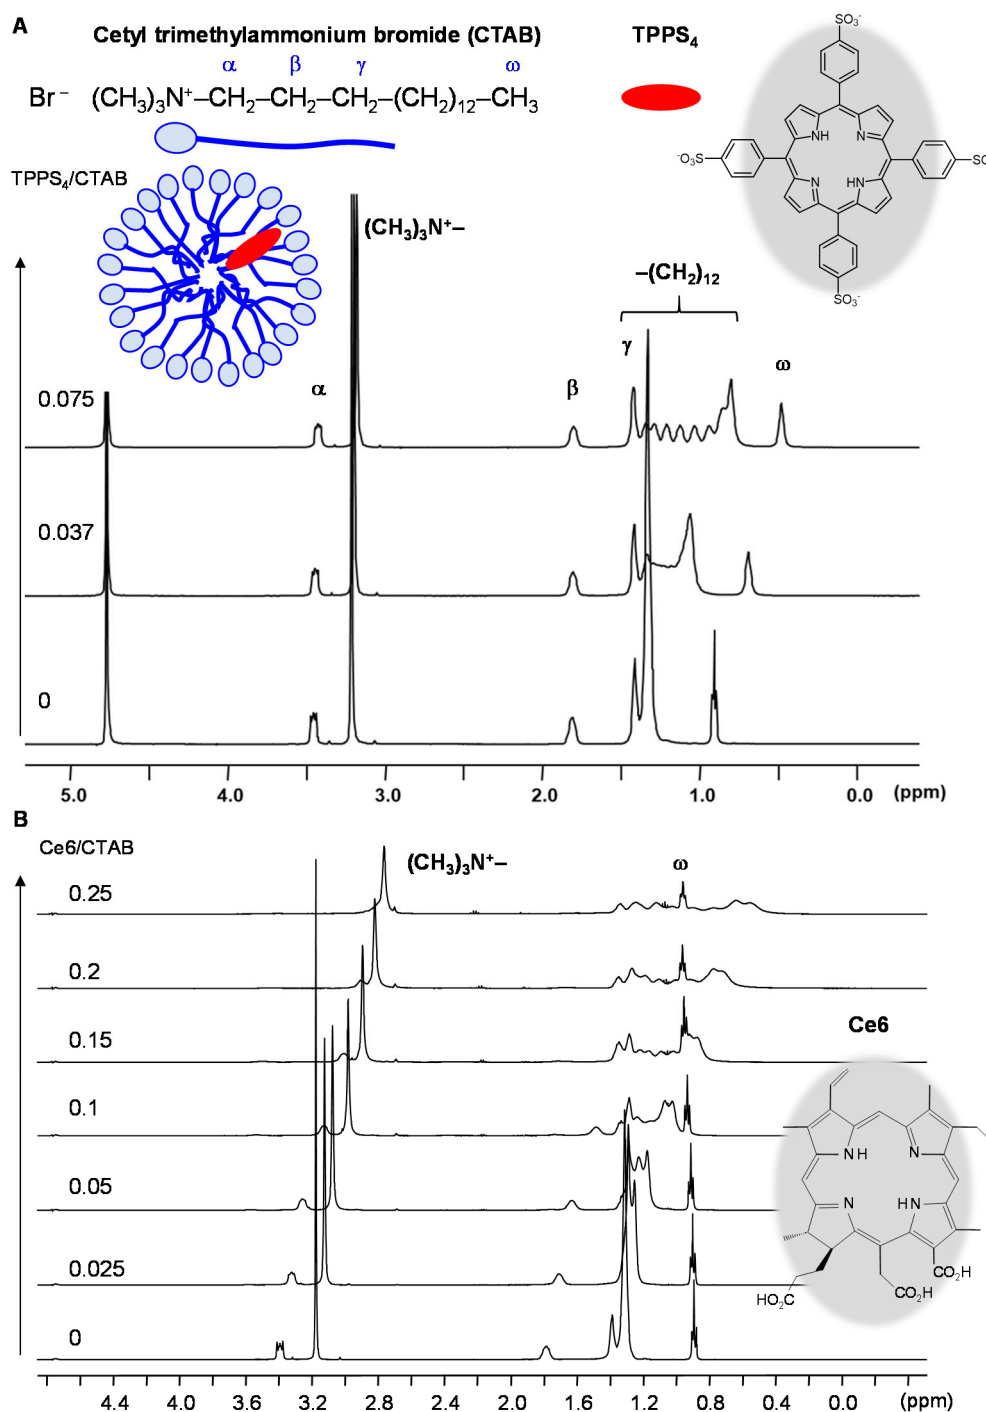 A
Cetyl trimethylammonium bromide (CTAB)
TPPS₄
α β γ ω
Br⁻ (CH₃)₃N⁺–CH₂–CH₂–CH₂–(CH₂)₁₂–CH₃
SO₃⁻
⁻O₃S
NH N
N HN
SO₃⁻
TPPS₄/CTAB
(CH₃)₃N⁺–
–(CH₂)₁₂
α β γ ω
0.075
0.037
0
5.0 4.0 3.0 2.0 1.0 0.0 (ppm)
B
Ce6/CTAB
(CH₃)₃N⁺–
ω
0.25
0.2
0.15
Ce6
0.1
0.05
0.025
0
NH N
N HN
HO₂C
CO₂H
CO₂H
4.4 4.0 3.6 3.2 2.8 2.4 2.0 1.6 1.2 0.8 0.4 0.0 (ppm)